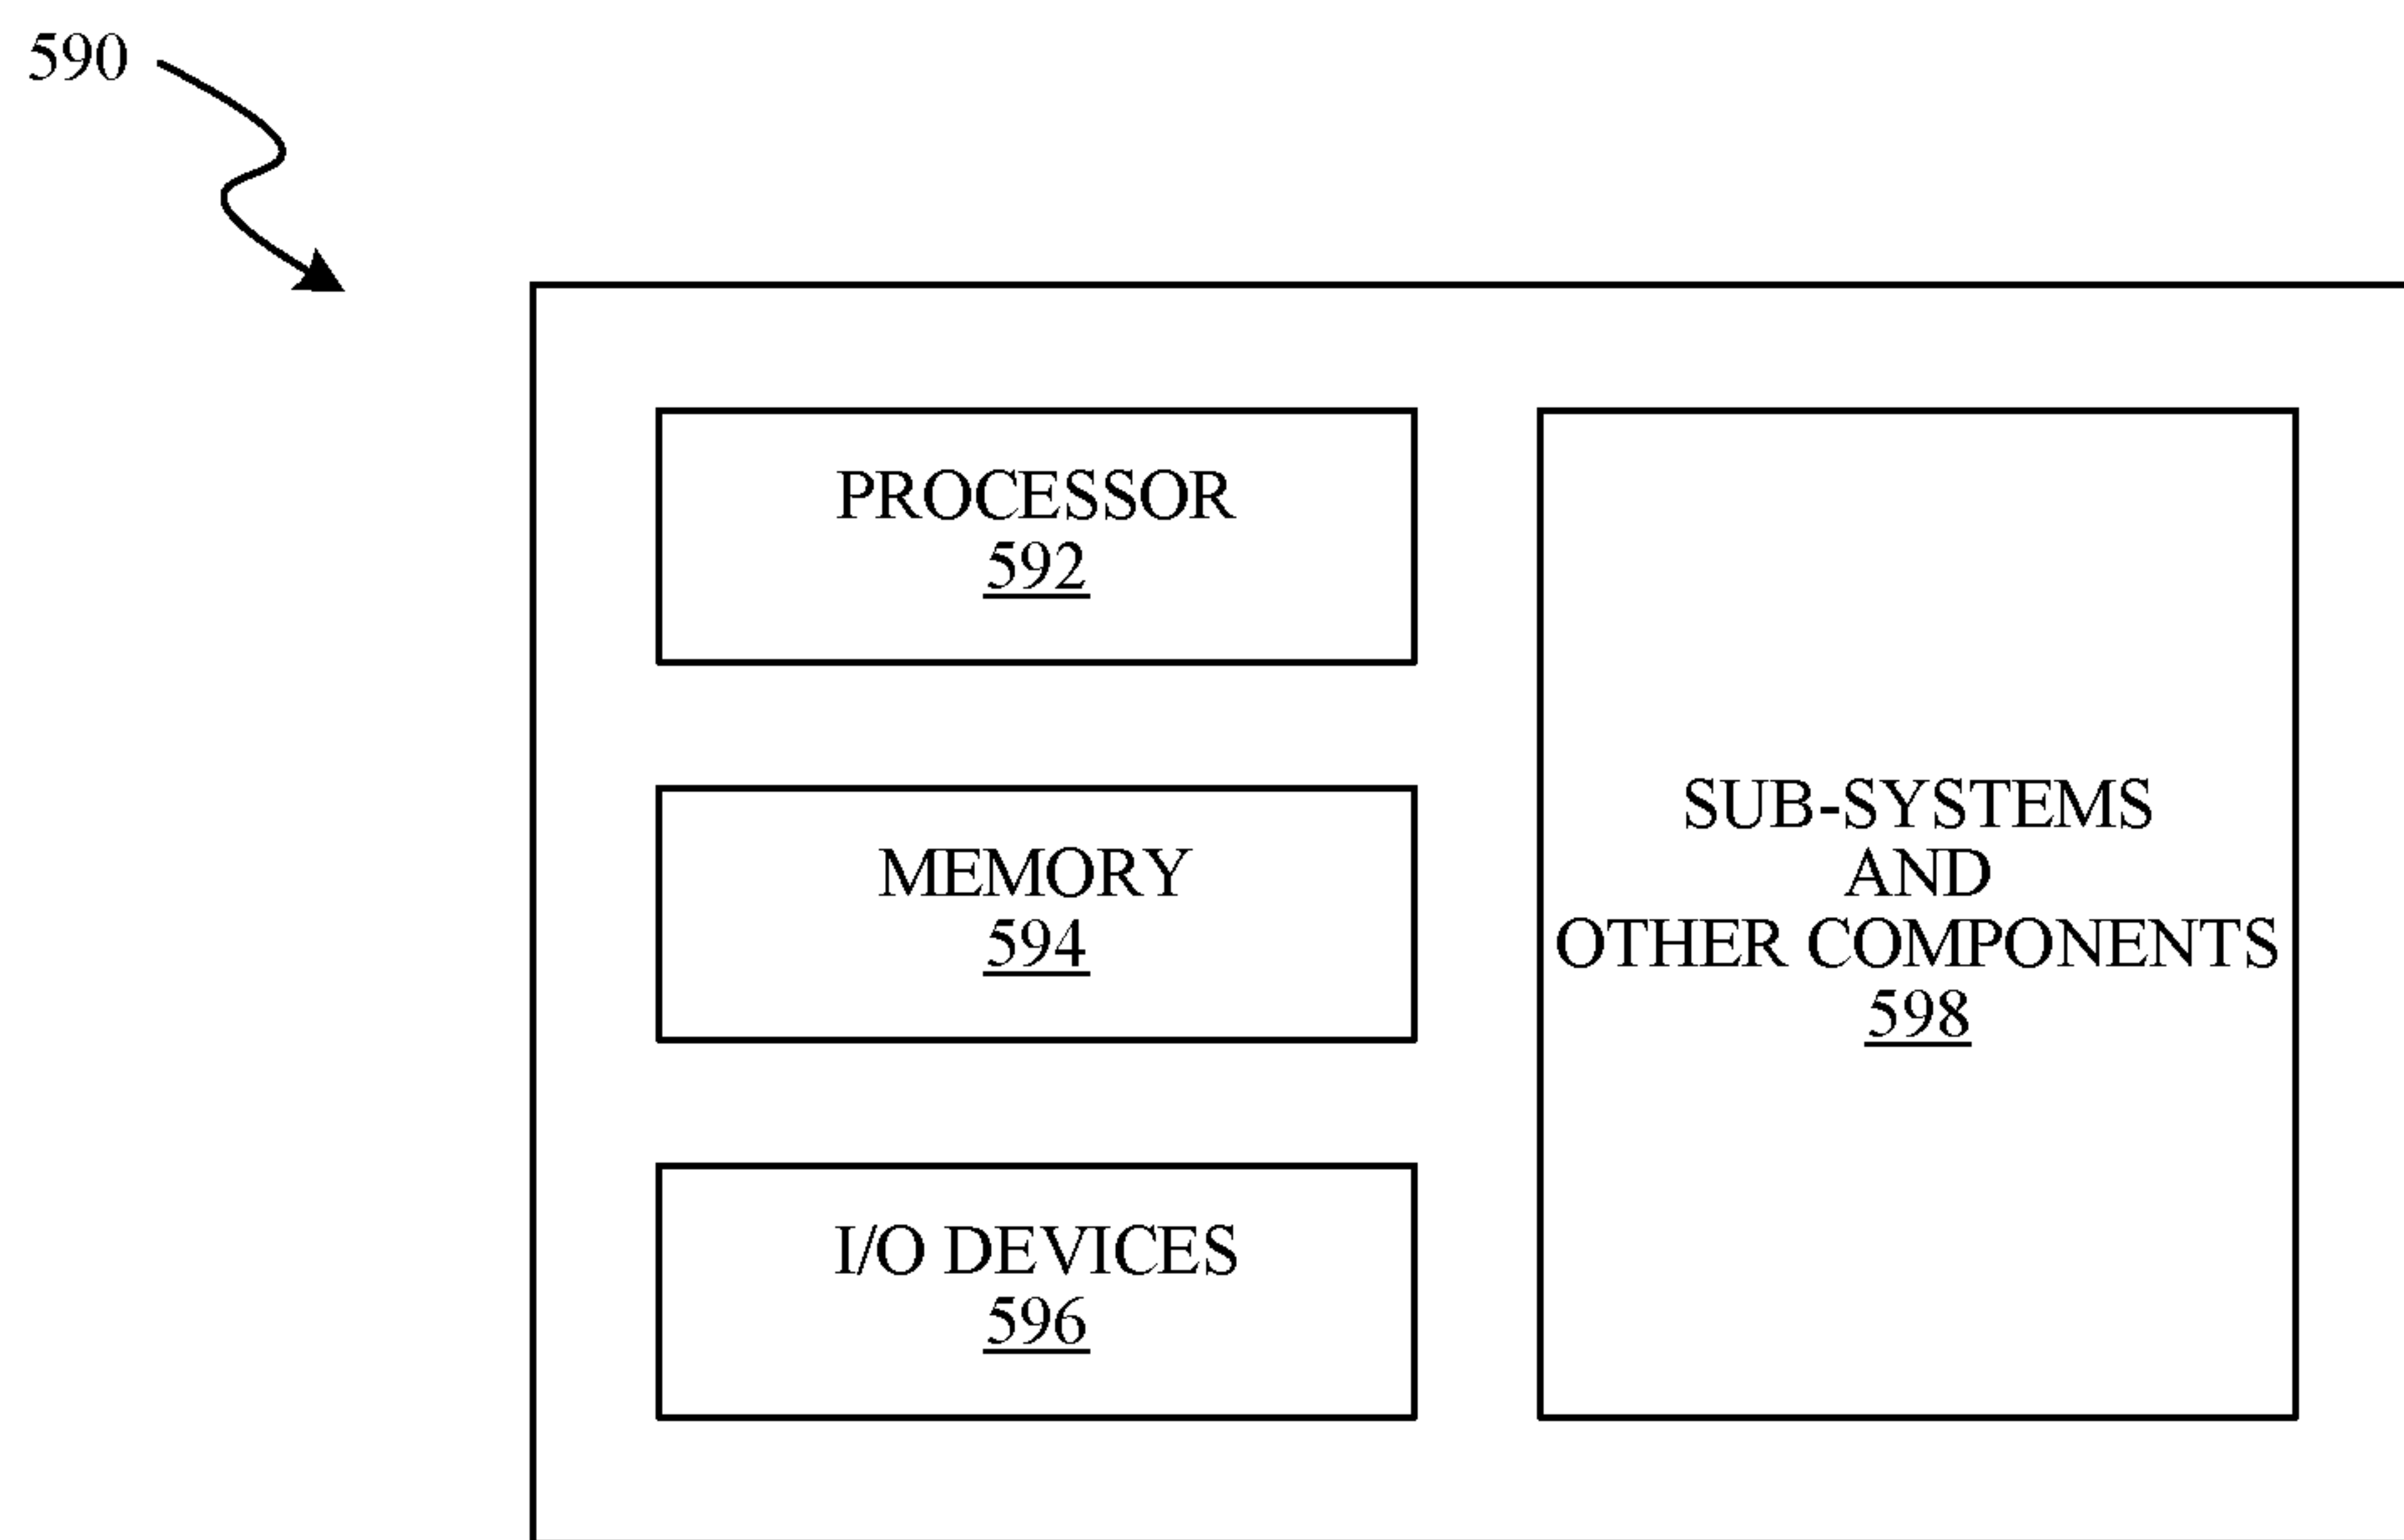 590
PROCESSOR
592
MEMORY
594
I/O DEVICES
596
SUB-SYSTEMS
AND
OTHER COMPONENTS
598